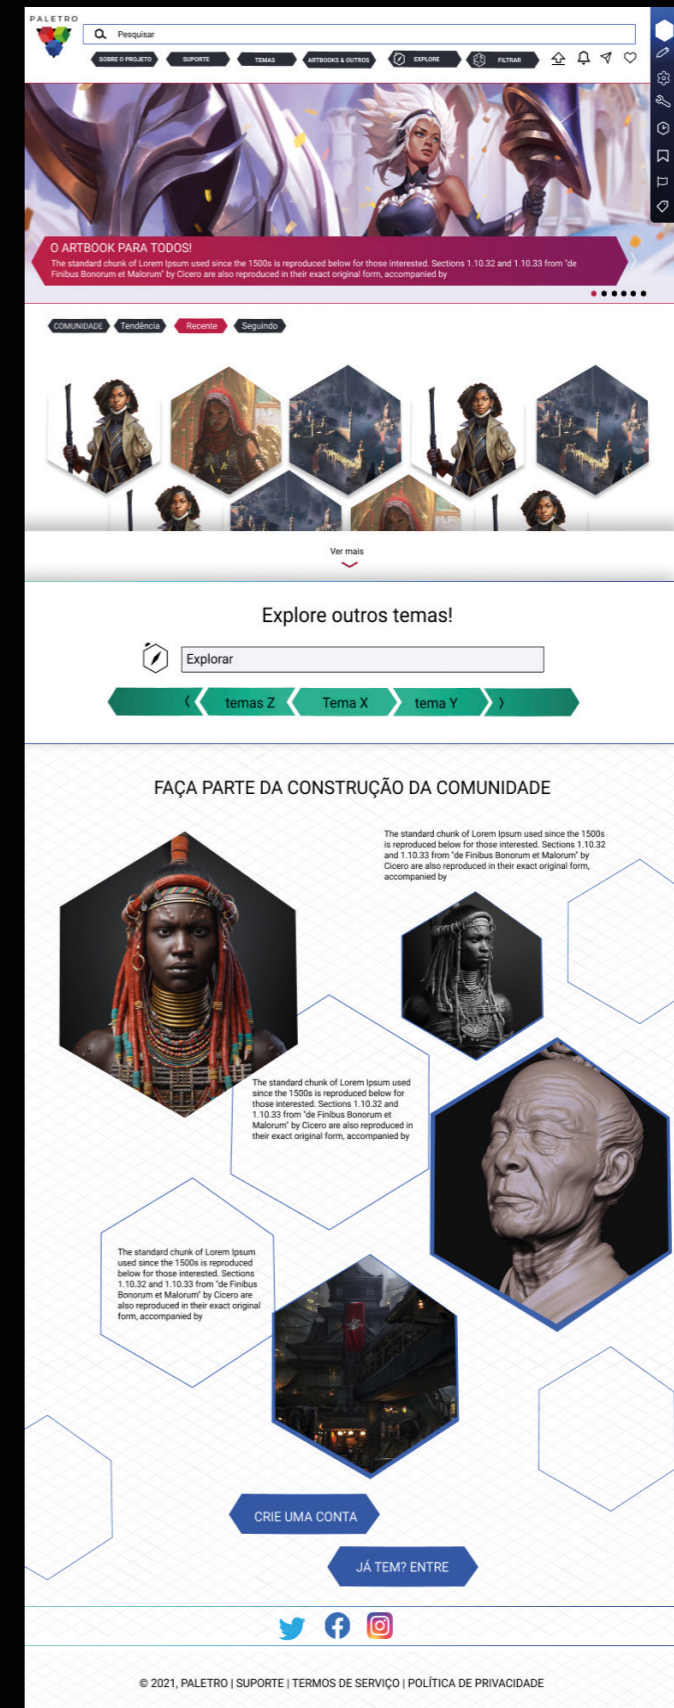 PALETRO
Pesquisar
SOBRE O PROJETO
SUPORTE
TEMAS
ARTBOOKS & OUTROS
EXPLORE
FILTRAR
O ARTBOOK PARA TODOS!
The standard chunk of Lorem Ipsum used since the 1500s is reproduced below for those interested. Sections 1.10.32 and 1.10.33 from "de
Finibus Bonorum et Malorum" by Cicero are also reproduced in their exact original form, accompanied by
COMUNIDADE
Tendência
Recente
Seguindo
Ver mais
Explore outros temas!
Explorar
temas Z
Tema X
tema Y
FAÇA PARTE DA CONSTRUÇÃO DA COMUNIDADE
The standard chunk of Lorem Ipsum used since the 1500s
is reproduced below for those interested. Sections 1.10.32
and 1.10.33 from "de Finibus Bonorum et Malorum" by
Cicero are also reproduced in their exact original form,
accompanied by
The standard chunk of Lorem Ipsum used
since the 1500s is reproduced below for
those interested. Sections 1.10.32 and
1.10.33 from "de Finibus Bonorum et
Malorum" by Cicero are also reproduced in
their exact original form, accompanied by
The standard chunk of Lorem Ipsum
used since the 1500s is reproduced
below for those interested. Sections
1.10.32 and 1.10.33 from "de Finibus
Bonorum et Malorum" by Cicero are
also reproduced in their exact original
form, accompanied by
CRIE UMA CONTA
JÁ TEM? ENTRE
© 2021, PALETRO | SUPORTE | TERMOS DE SERVIÇO | POLÍTICA DE PRIVACIDADE